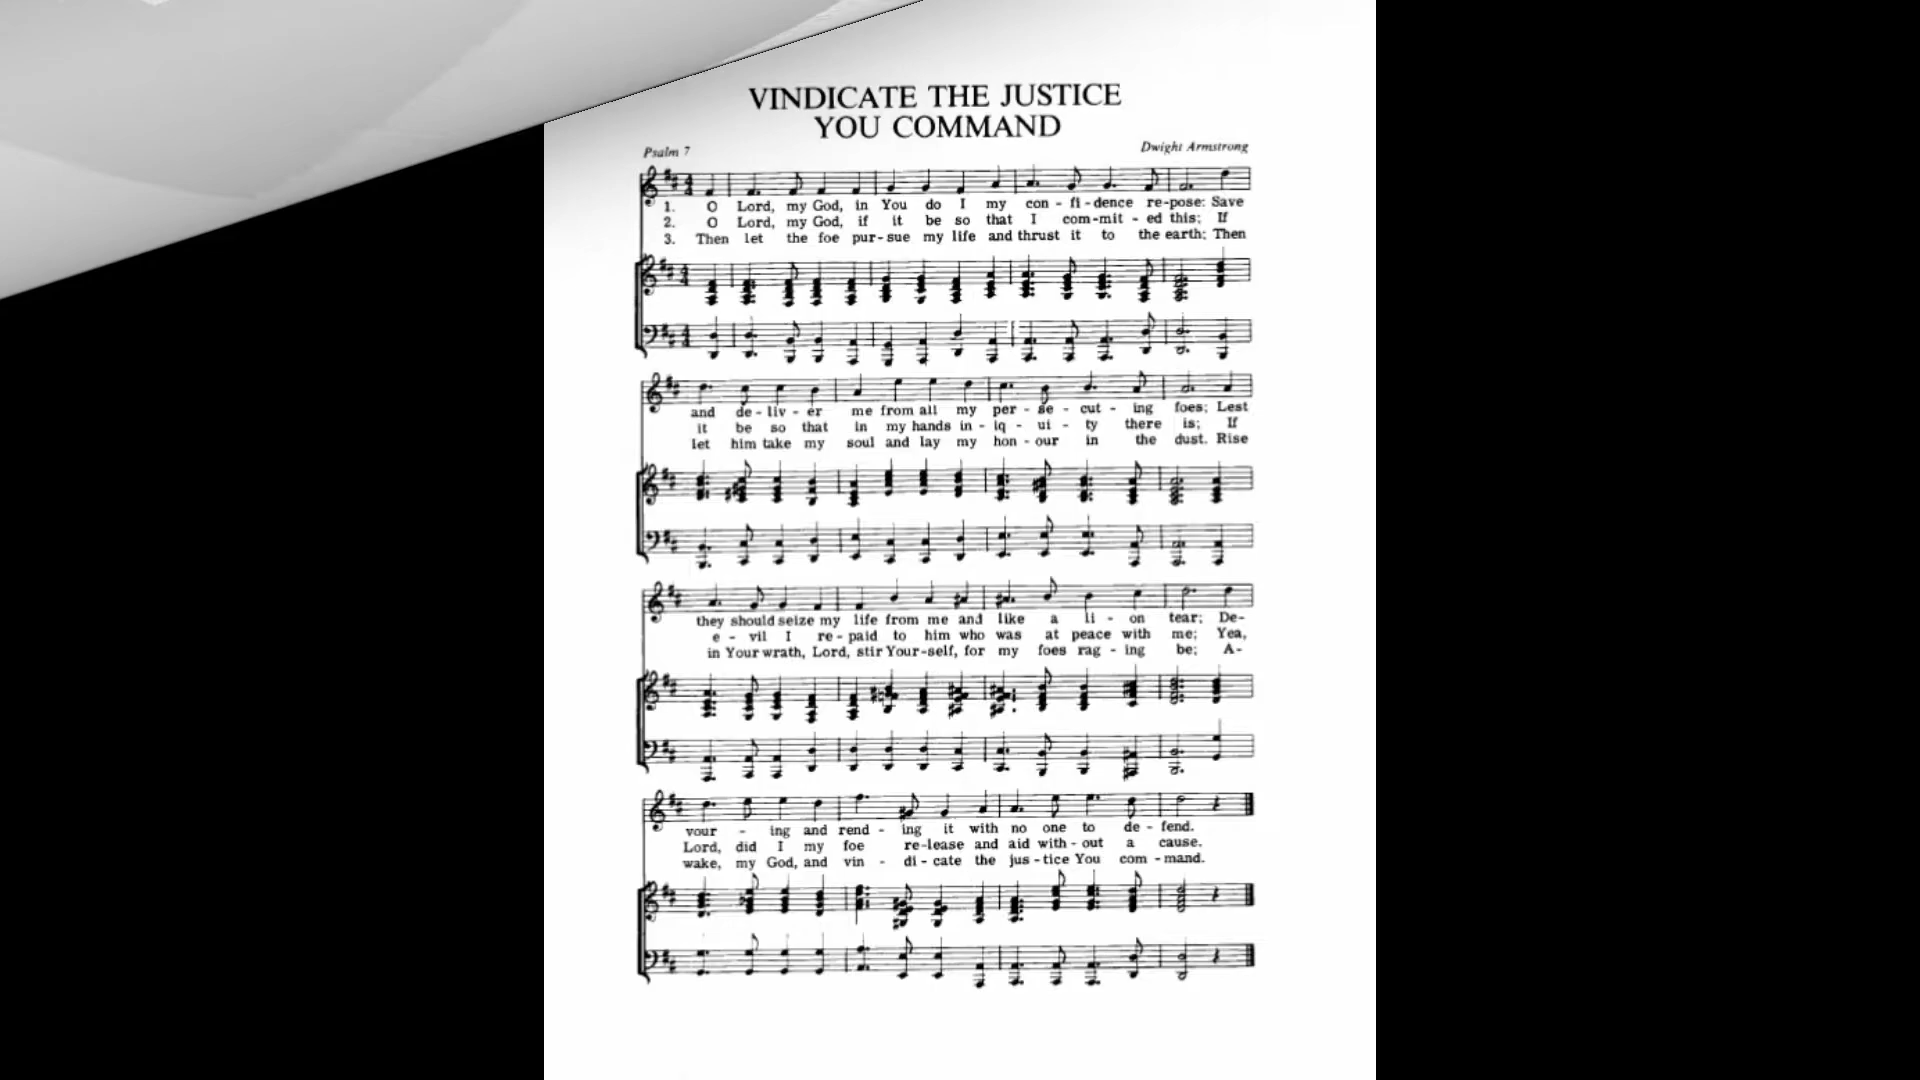 VINDICATE THE JUSTICE
YOU COMMAND
Psalm 7
Dwight Armstrong
1. O Lord, my God, in You do I my con - fi - dence re-pose: Save
2. O Lord, my God, if it be so that I com-mit - ed this; If
3. Then let the foe pur-sue my life and thrust it to the earth; Then
and de - liv - er me from all my per - se - cut - ing foes; Lest
it be so that in my hands in - iq - ui - ty there is; If
let him take my soul and lay my hon - our in the dust. Rise
they should seize my life from me and like a li - on tear; De-
e - vil I re - paid to him who was at peace with me; Yea,
in Your wrath, Lord, stir Your-self, for my foes rag - ing be; A-
vour - ing and rend - ing it with no one to de - fend.
Lord, did I my foe re-lease and aid with - out a cause.
wake, my God, and vin - di - cate the jus - tice You com - mand.